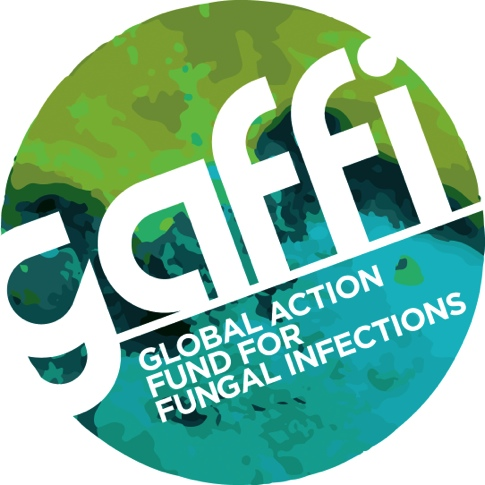 gaffi
GLOBAL ACTION
FUND FOR
FUNGAL INFECTIONS